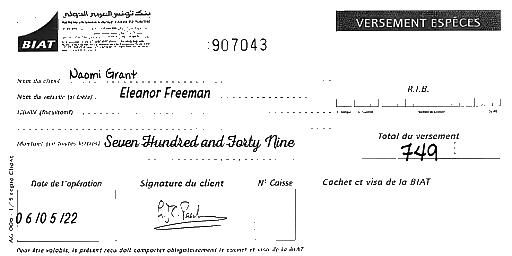 بنك تونس العربي الدولي
BIAT
VERSEMENT ESPÈCES
907043
Nom du client Naomi Grant
Nom du remettant (si tiers) Eleanor Freeman
R.I.B.
Montant (en toutes lettres) Seven Hundred and Forty Nine
Total du versement
749
Date de l'opération
Signature du client
N° Caisse
Cachet et visa de la BIAT
06/05/22
Pour être valable, le présent reçu doit comporter obligatoirement le cachet et visa de la BIAT